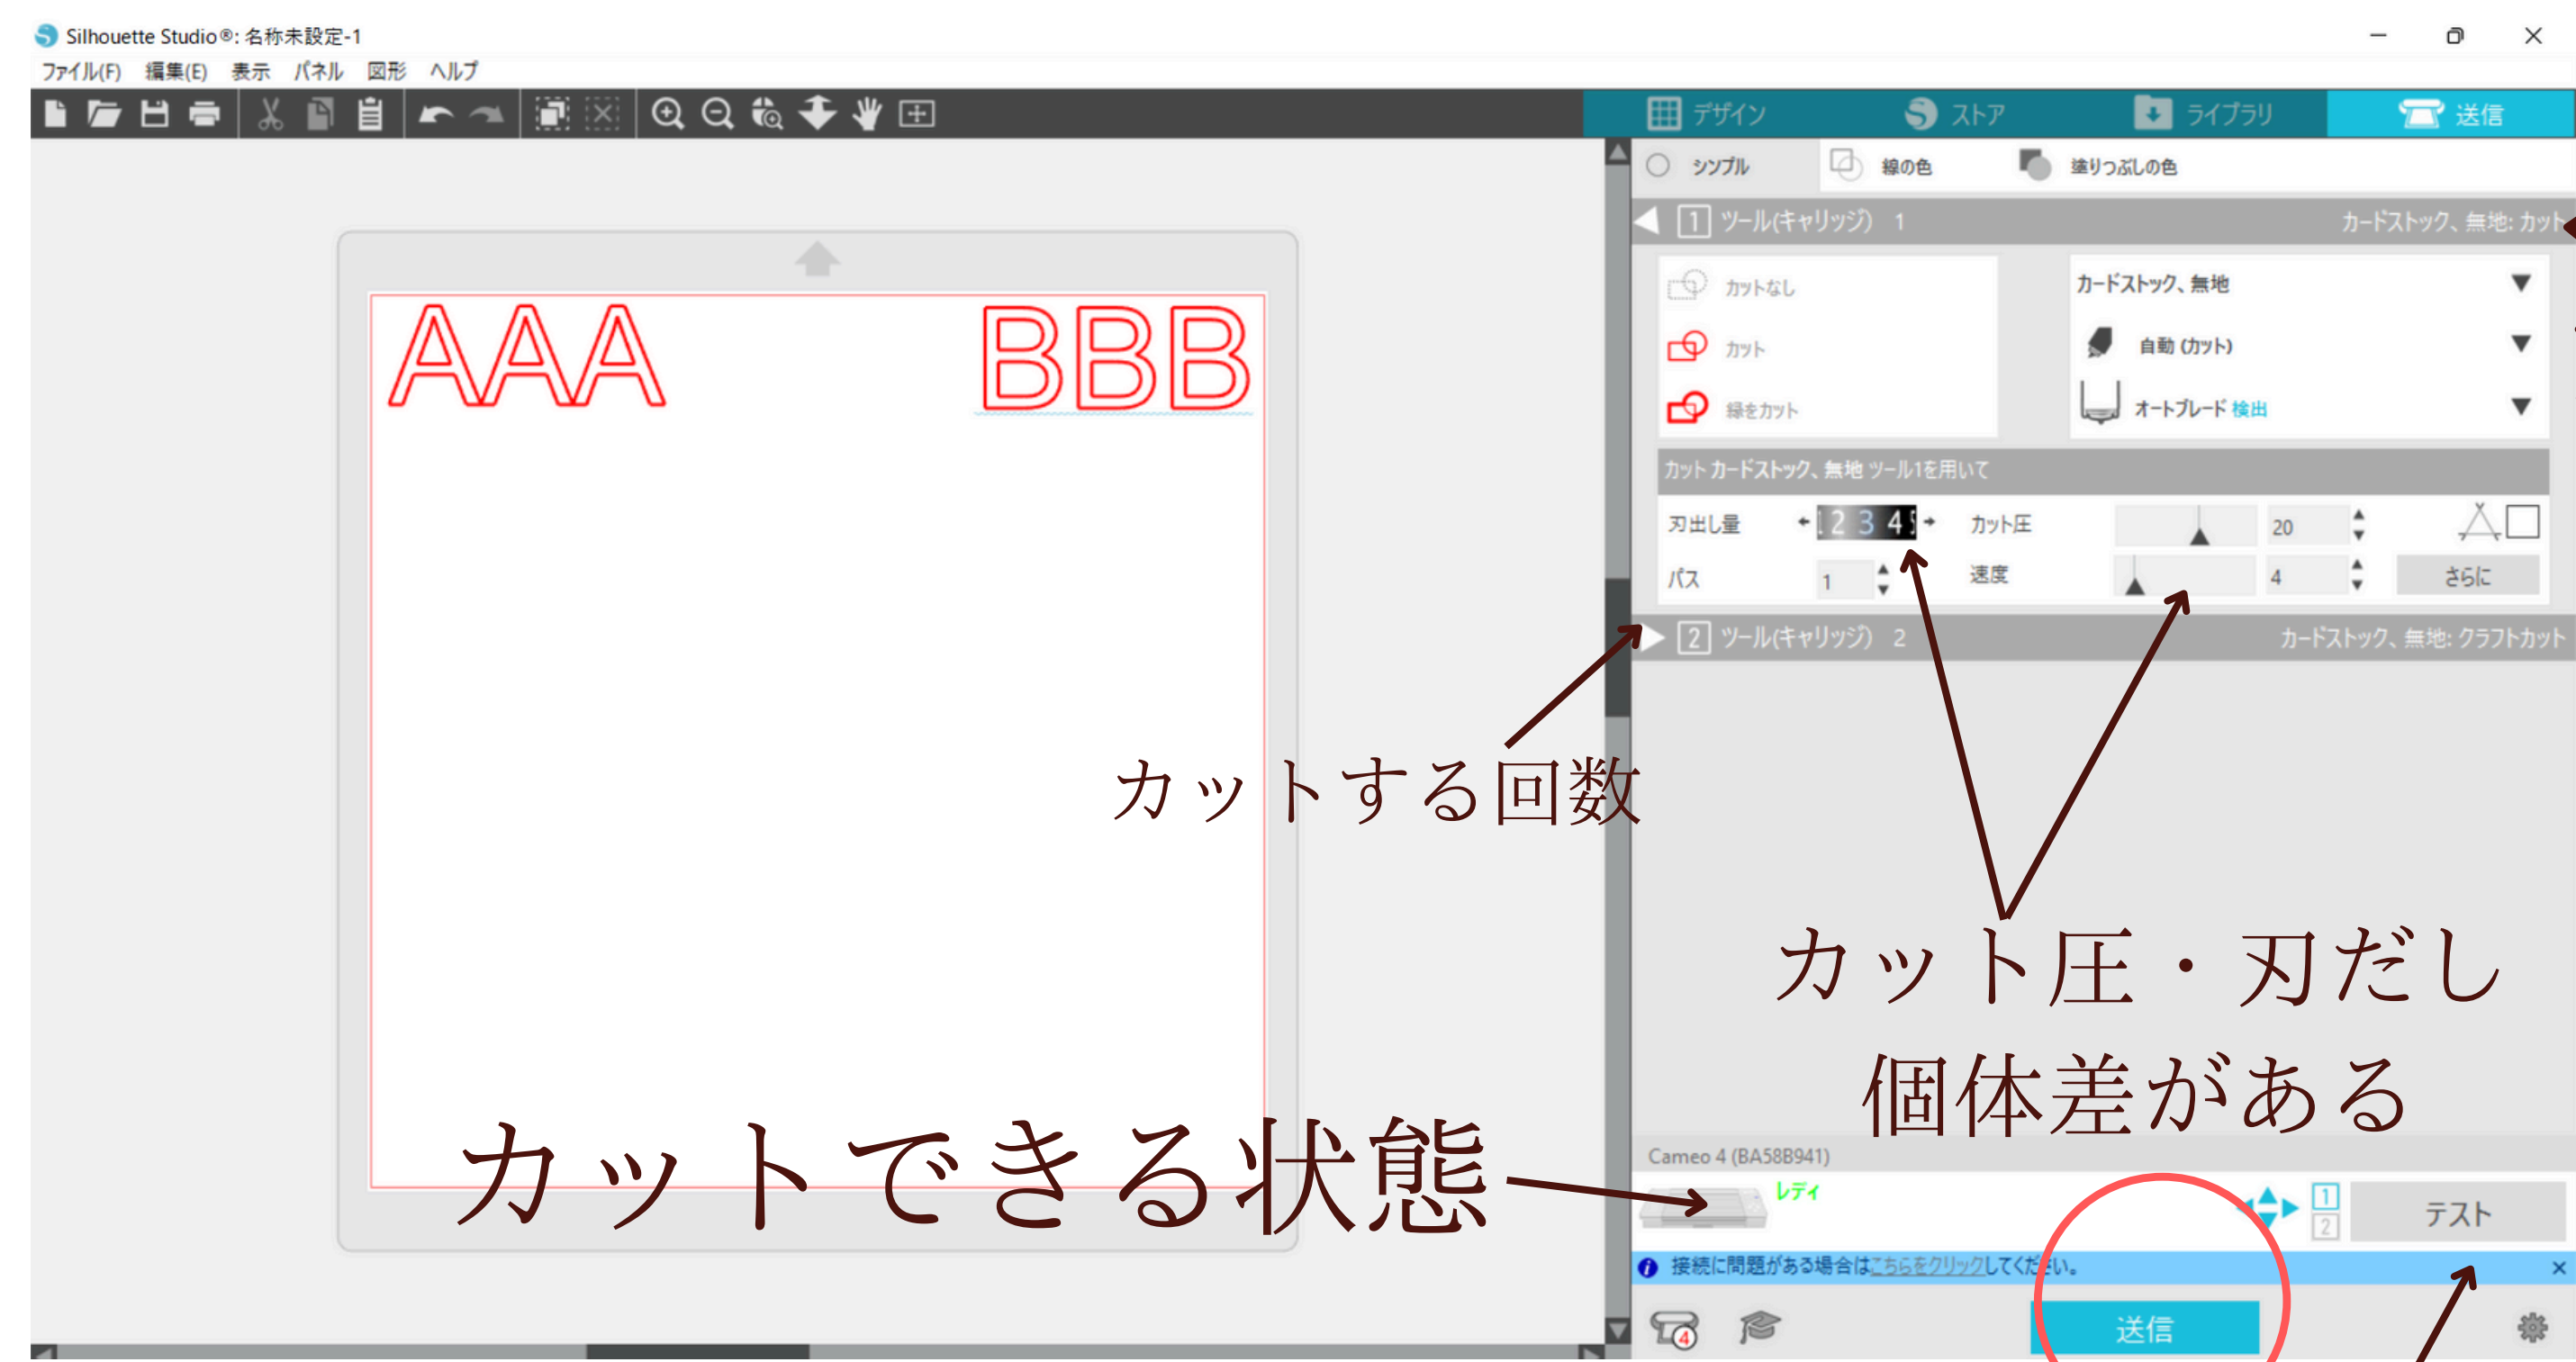 Silhouette Studio®: 名称未設定-1
ファイル(F) 編集(E) 表示 パネル 図形 ヘルプ
デザイン ストア ライブラリ 送信
シンプル 線の色 塗りつぶしの色
1 ツール(キャリッジ) 1 カードストック、無地: カット
カットなし
カット
縁をカット
カードストック、無地
自動 (カット)
オートブレード 検出
カット カードストック、無地 ツール1を用いて
刃出し量 1 2 3 4 5 カット圧 20
パス 1 速度 4 さらに
2 ツール(キャリッジ) 2 カードストック、無地: クラフトカット
AAA BBB
カットする回数
カット圧・刃だし
個体差がある
カットできる状態
Cameo 4 (BA58B941)
レディ
1
2
テスト
接続に問題がある場合はこちらをクリックしてください。
4
送信